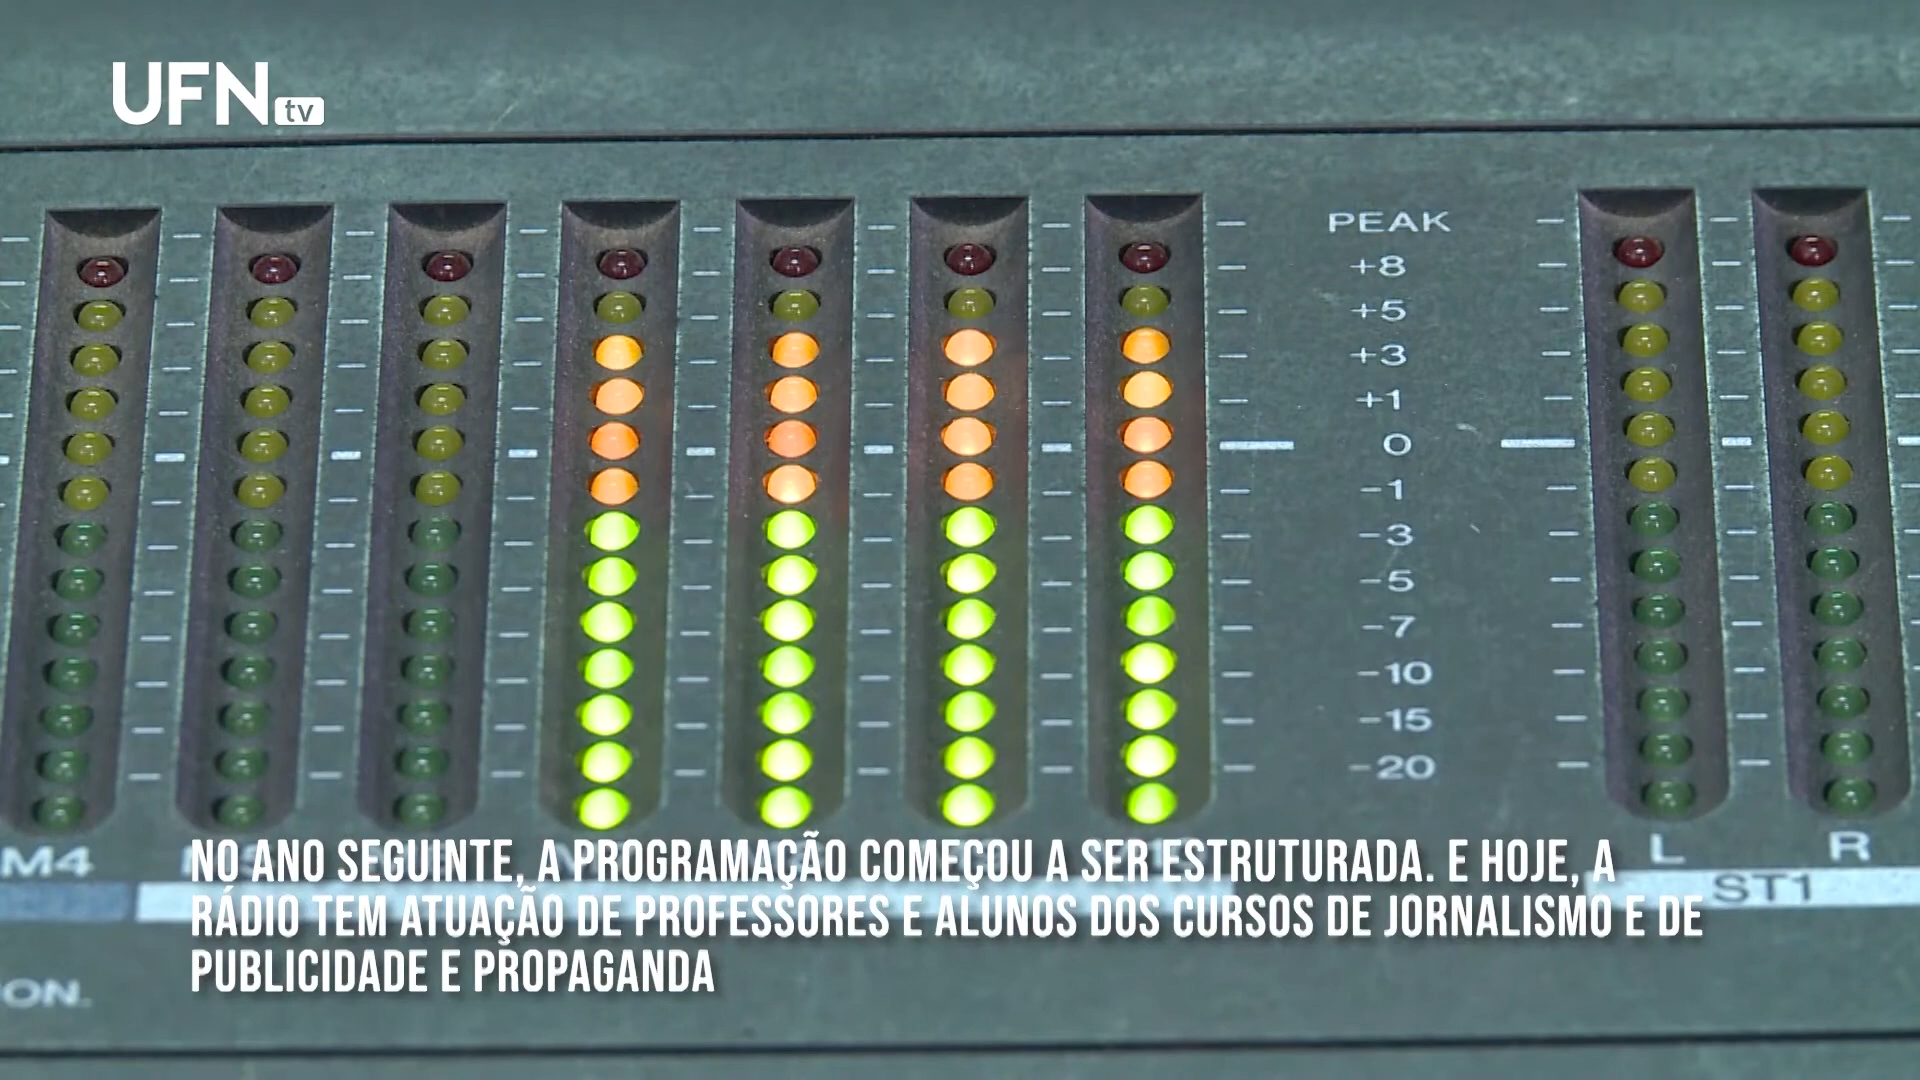 UFN tv
PEAK
+8
+5
+3
+1
0
-1
-3
-5
-7
-10
-15
-20
M4
L
R
ST1
NO ANO SEGUINTE, A PROGRAMAÇÃO COMEÇOU A SER ESTRUTURADA. E HOJE, A
RÁDIO TEM ATUAÇÃO DE PROFESSORES E ALUNOS DOS CURSOS DE JORNALISMO E DE
PUBLICIDADE E PROPAGANDA
ON.